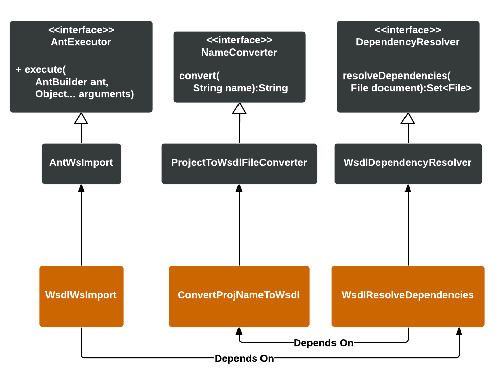 <<interface>>
AntExecutor
+ execute(
AntBuilder ant,
Object... arguments)
<<interface>>
NameConverter
convert(
String name):String
<<interface>>
DependencyResolver
resolveDependencies(
File document):Set<File>
AntWsImport
ProjectToWsdlFileConverter
WsdlDependencyResolver
WsdlWsImport
ConvertProjNameToWsdl
WsdlResolveDependencies
Depends On
Depends On